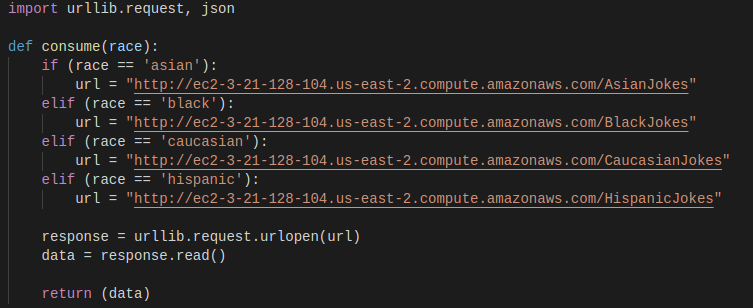 import urllib.request, json
def consume(race):
if (race == 'asian'):
url = "http://ec2-3-21-128-104.us-east-2.compute.amazonaws.com/AsianJokes"
elif (race == 'black'):
url = "http://ec2-3-21-128-104.us-east-2.compute.amazonaws.com/BlackJokes"
elif (race == 'caucasian'):
url = "http://ec2-3-21-128-104.us-east-2.compute.amazonaws.com/CaucasianJokes"
elif (race == 'hispanic'):
url = "http://ec2-3-21-128-104.us-east-2.compute.amazonaws.com/HispanicJokes"
response = urllib.request.urlopen(url)
data = response.read()
return (data)